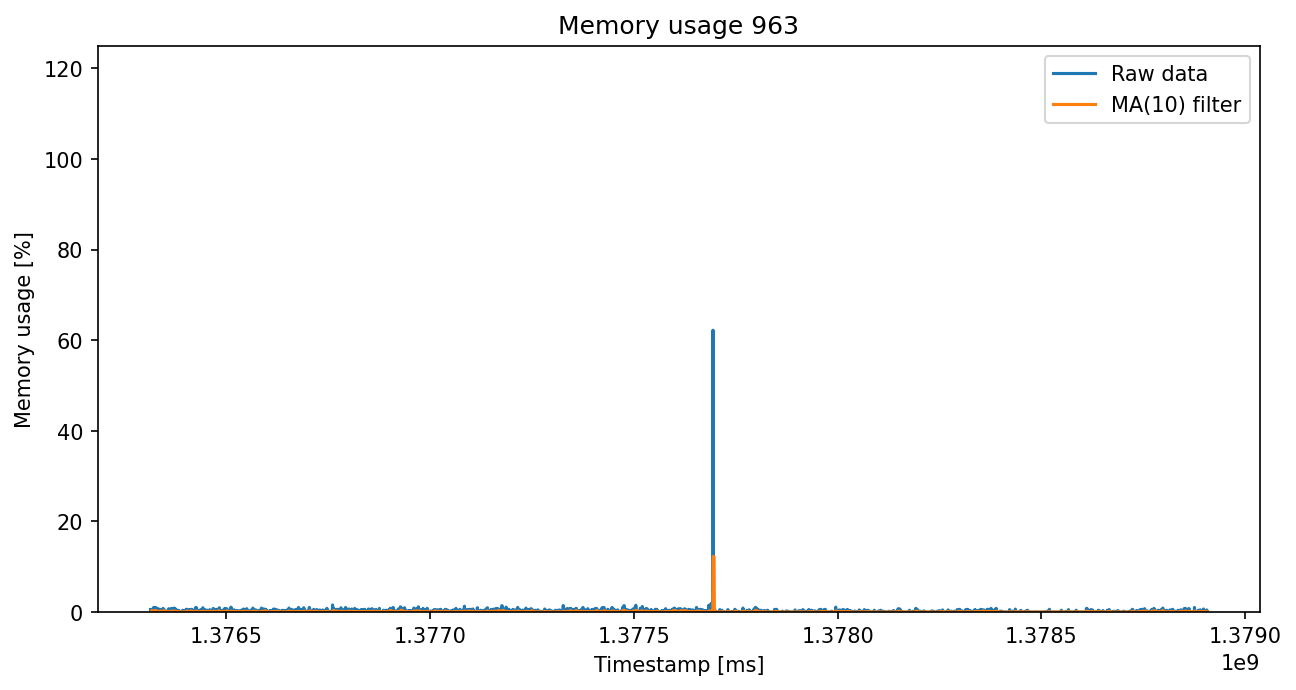 Memory usage 963
Raw data
MA(10) filter
Memory usage [%]
120
100
80
60
40
20
0
1.3765 1.3770 1.3775 1.3780 1.3785 1.3790
1e9
Timestamp [ms]